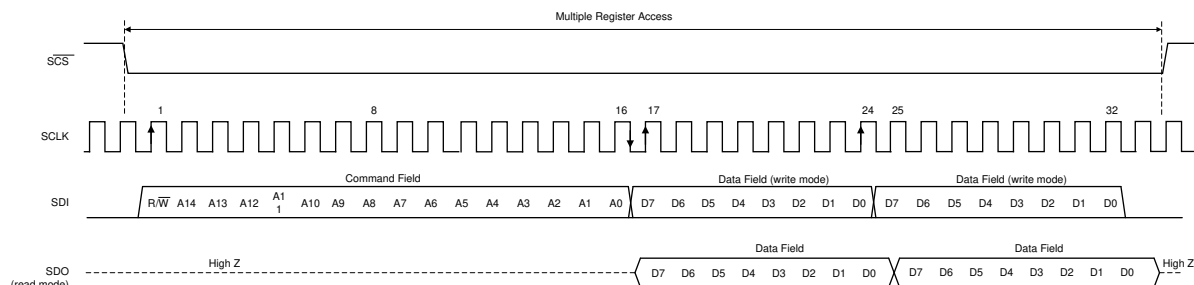 Multiple Register Access
SCS
1 8 16 17 24 25 32
SCLK
Command Field Data Field (write mode) Data Field (write mode)
SDI R/W A14 A13 A12 A1 A10 A9 A8 A7 A6 A5 A4 A3 A2 A1 A0 D7 D6 D5 D4 D3 D2 D1 D0 D7 D6 D5 D4 D3 D2 D1 D0
1
Data Field Data Field
High Z High Z
SDO D7 D6 D5 D4 D3 D2 D1 D0 D7 D6 D5 D4 D3 D2 D1 D0
(read mode)